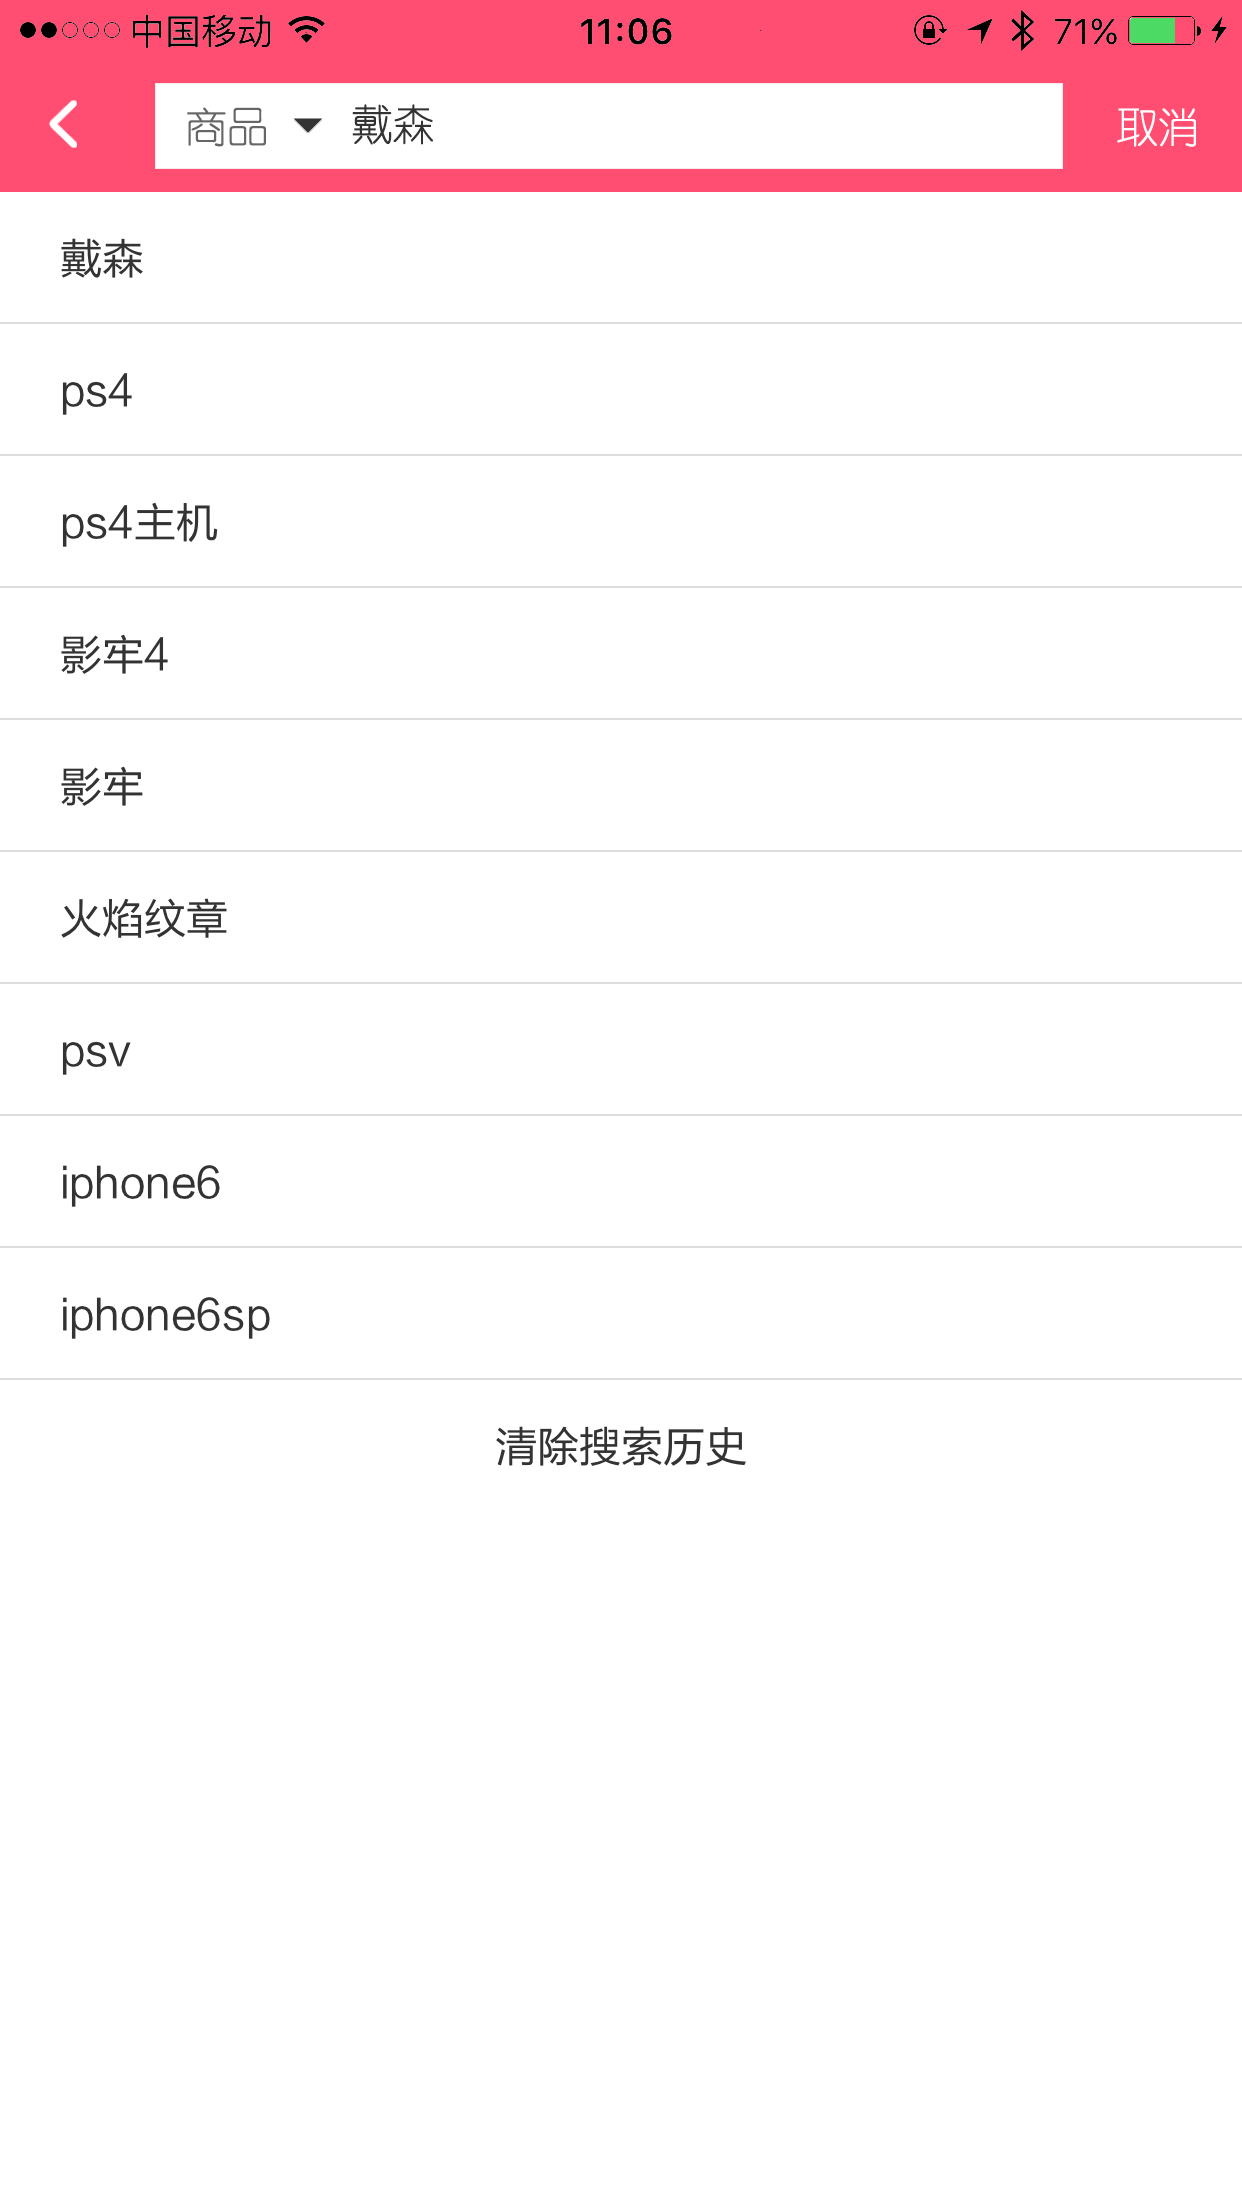 中国移动 11:06 71%
商品 戴森 取消
戴森
ps4
ps4主机
影牢4
影牢
火焰纹章
psv
iphone6
iphone6sp
清除搜索历史